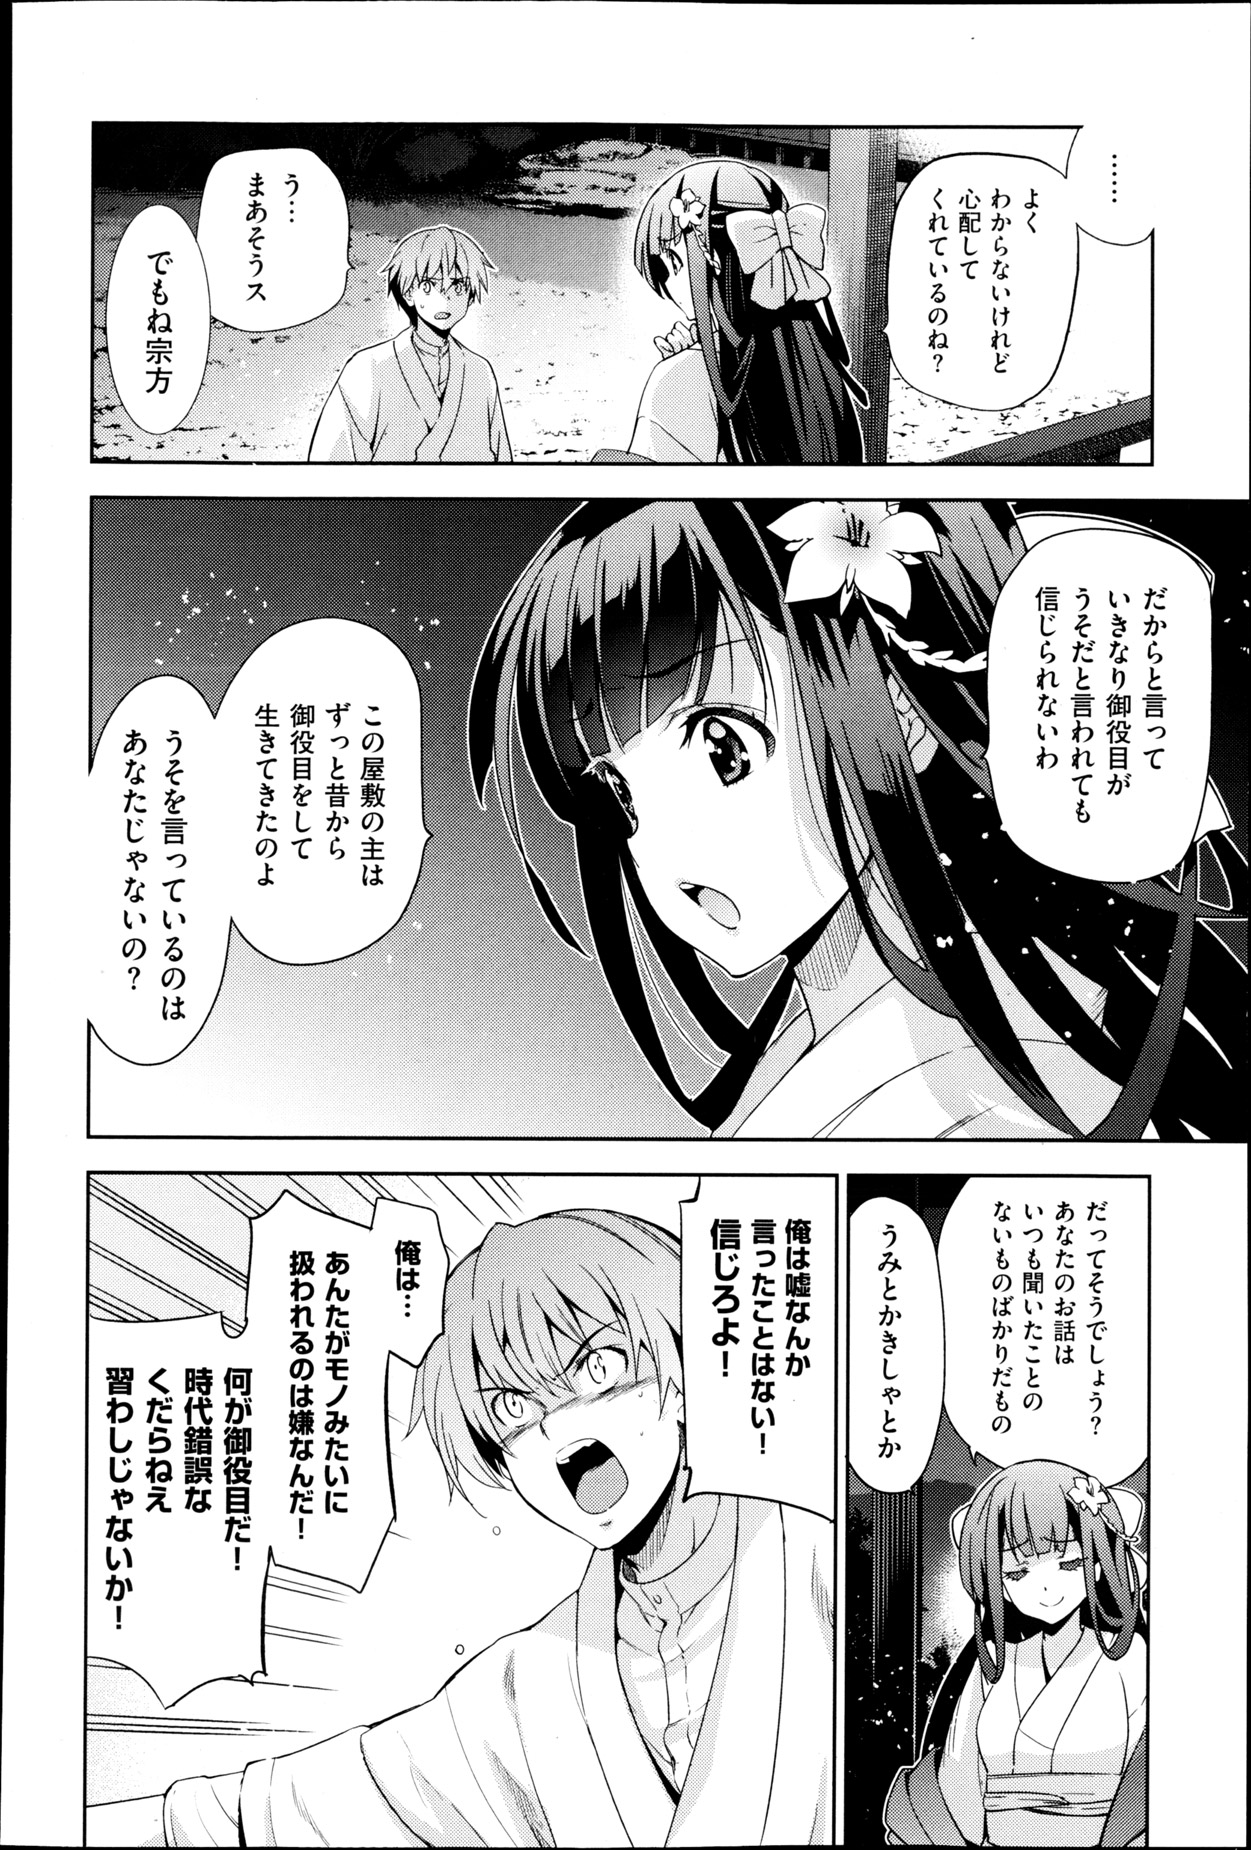 ……
よく
わからないけれど
心配して
くれているのね？
う…
まあそうス
でもね宗方
だからと言って
いきなり御役目が
うそだと言われても
信じられないわ
この屋敷の主は
ずっと昔から
御役目をして
生きてきたのよ
うそを言っているのは
あなたじゃないの？
だってそうでしょう？
あなたのお話は
いつも聞いたことの
ないものばかりだもの
うみとかきしゃとか
俺は嘘なんか
言ったことはない！
信じろよ！
俺は…
あんたがモノみたいに
扱われるのは嫌なんだ！
何が御役目だ！
時代錯誤な
くだらねえ
習わしじゃないか！